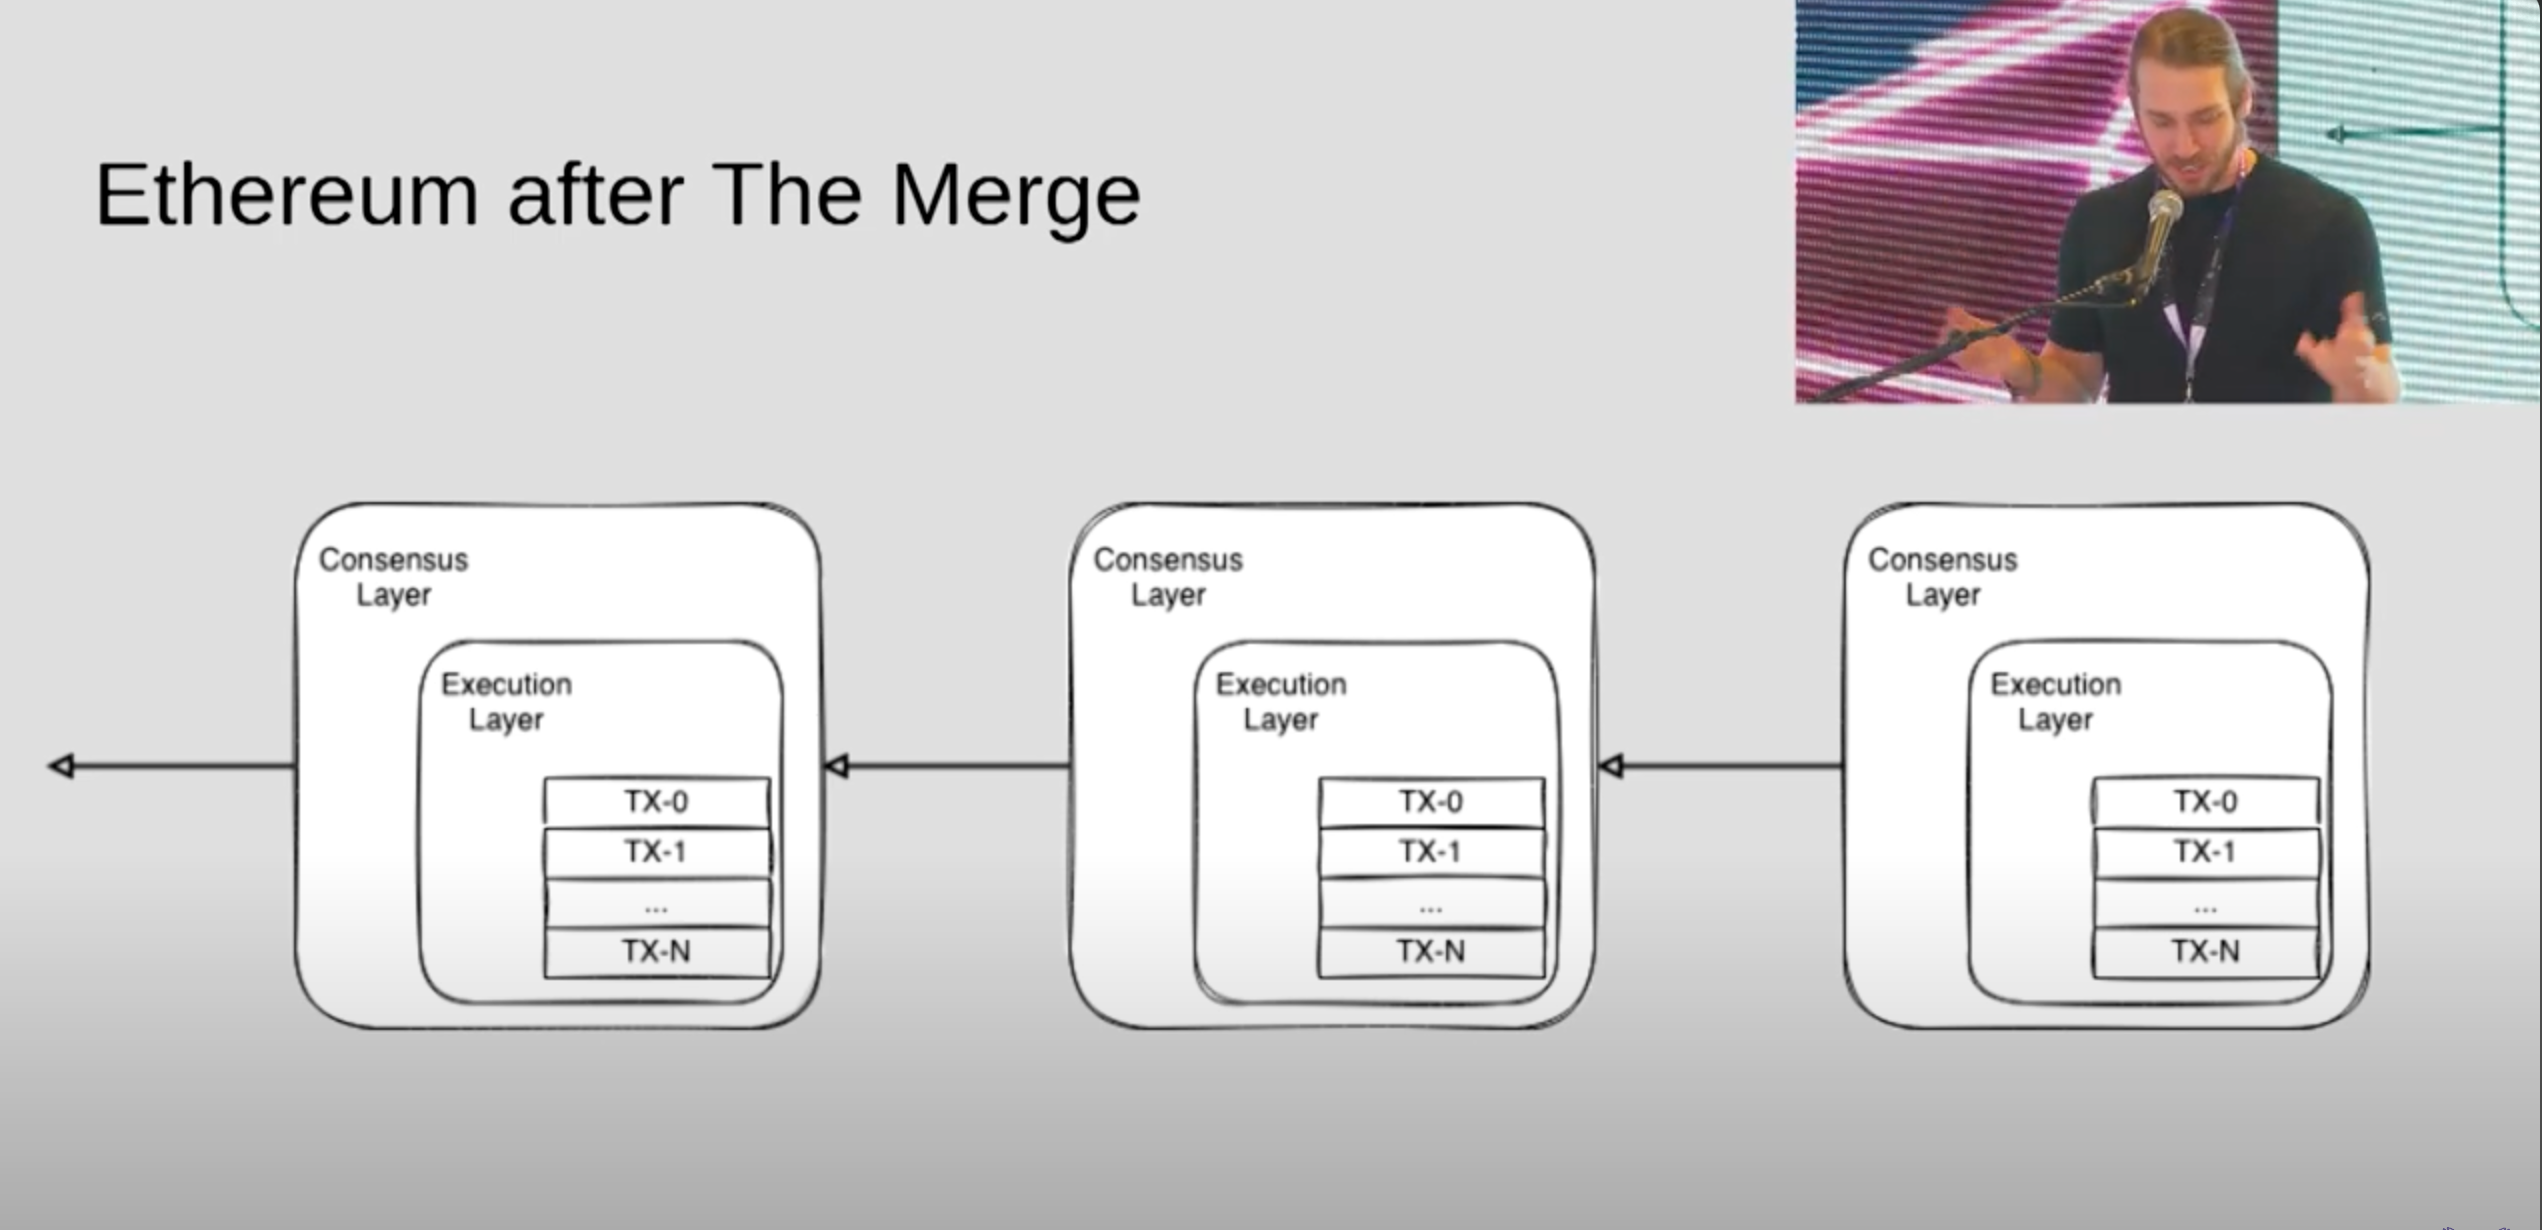 Ethereum after The Merge
Consensus
Layer
Execution
Layer
TX-0
TX-1
...
TX-N
Consensus
Layer
Execution
Layer
TX-0
TX-1
...
TX-N
Consensus
Layer
Execution
Layer
TX-0
TX-1
...
TX-N